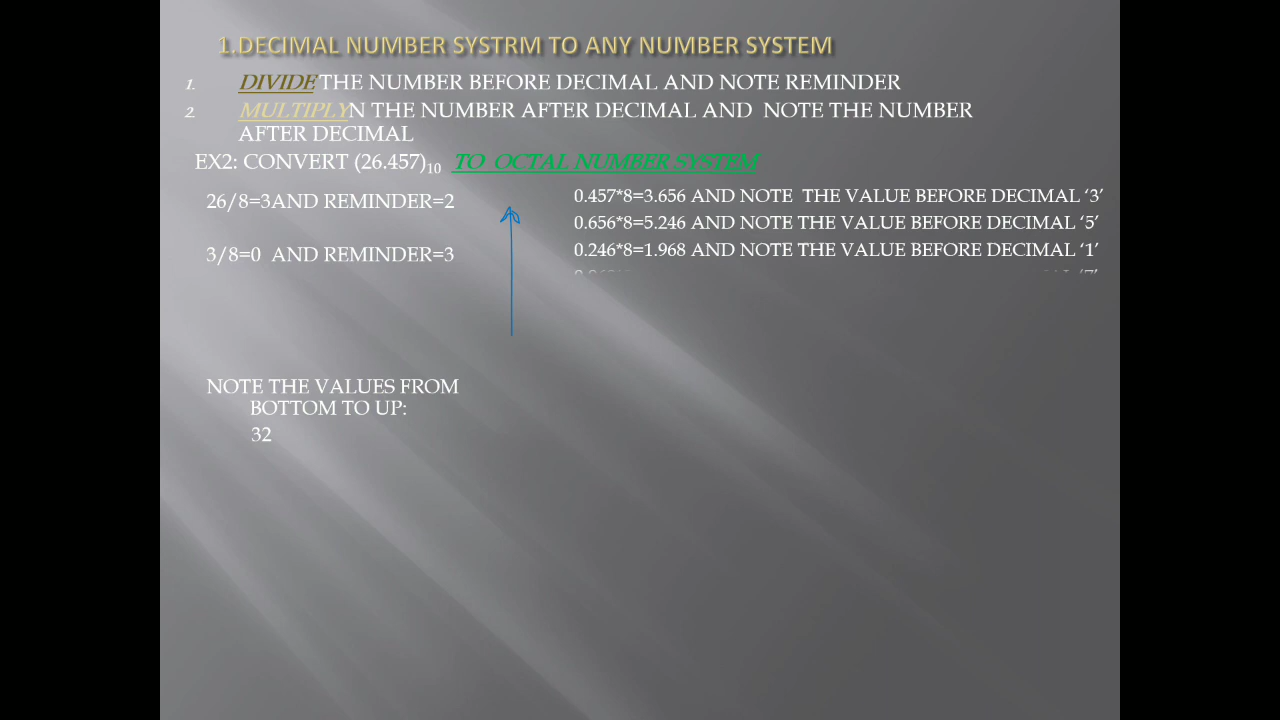 1.DECIMAL NUMBER SYSTRM TO ANY NUMBER SYSTEM
1. DIVIDE THE NUMBER BEFORE DECIMAL AND NOTE REMINDER
2. MULTIPLYN THE NUMBER AFTER DECIMAL AND NOTE THE NUMBER
AFTER DECIMAL
EX2: CONVERT (26.457)10 TO OCTAL NUMBER SYSTEM
26/8=3AND REMINDER=2
3/8=0 AND REMINDER=3
NOTE THE VALUES FROM
BOTTOM TO UP:
32
0.457*8=3.656 AND NOTE THE VALUE BEFORE DECIMAL ‘3’
0.656*8=5.246 AND NOTE THE VALUE BEFORE DECIMAL ‘5’
0.246*8=1.968 AND NOTE THE VALUE BEFORE DECIMAL ‘1’